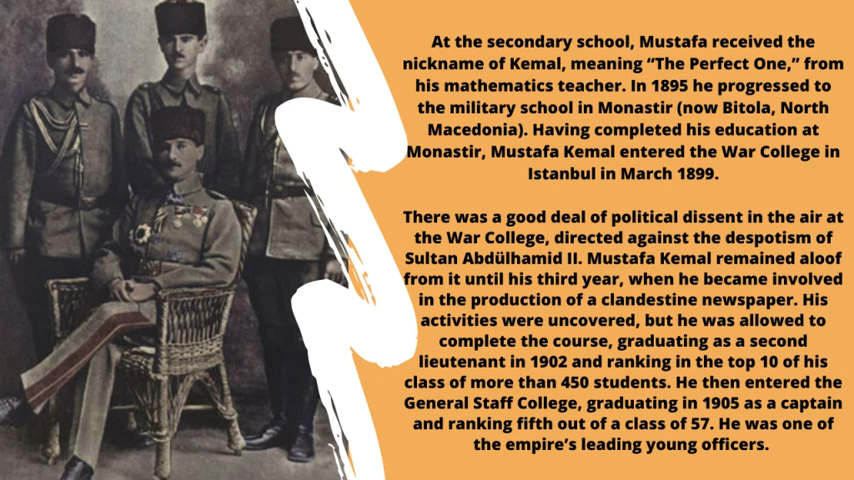 At the secondary school, Mustafa received the
nickname of Kemal, meaning “The Perfect One,” from
his mathematics teacher. In 1895 he progressed to
the military school in Monastir (now Bitola, North
Macedonia). Having completed his education at
Monastir, Mustafa Kemal entered the War College in
Istanbul in March 1899.
There was a good deal of political dissent in the air at
the War College, directed against the despotism of
Sultan Abdülhamid II. Mustafa Kemal remained aloof
from it until his third year, when he became involved
in the production of a clandestine newspaper. His
activities were uncovered, but he was allowed to
complete the course, graduating as a second
lieutenant in 1902 and ranking in the top 10 of his
class of more than 450 students. He then entered the
General Staff College, graduating in 1905 as a captain
and ranking fifth out of a class of 57. He was one of
the empire’s leading young officers.